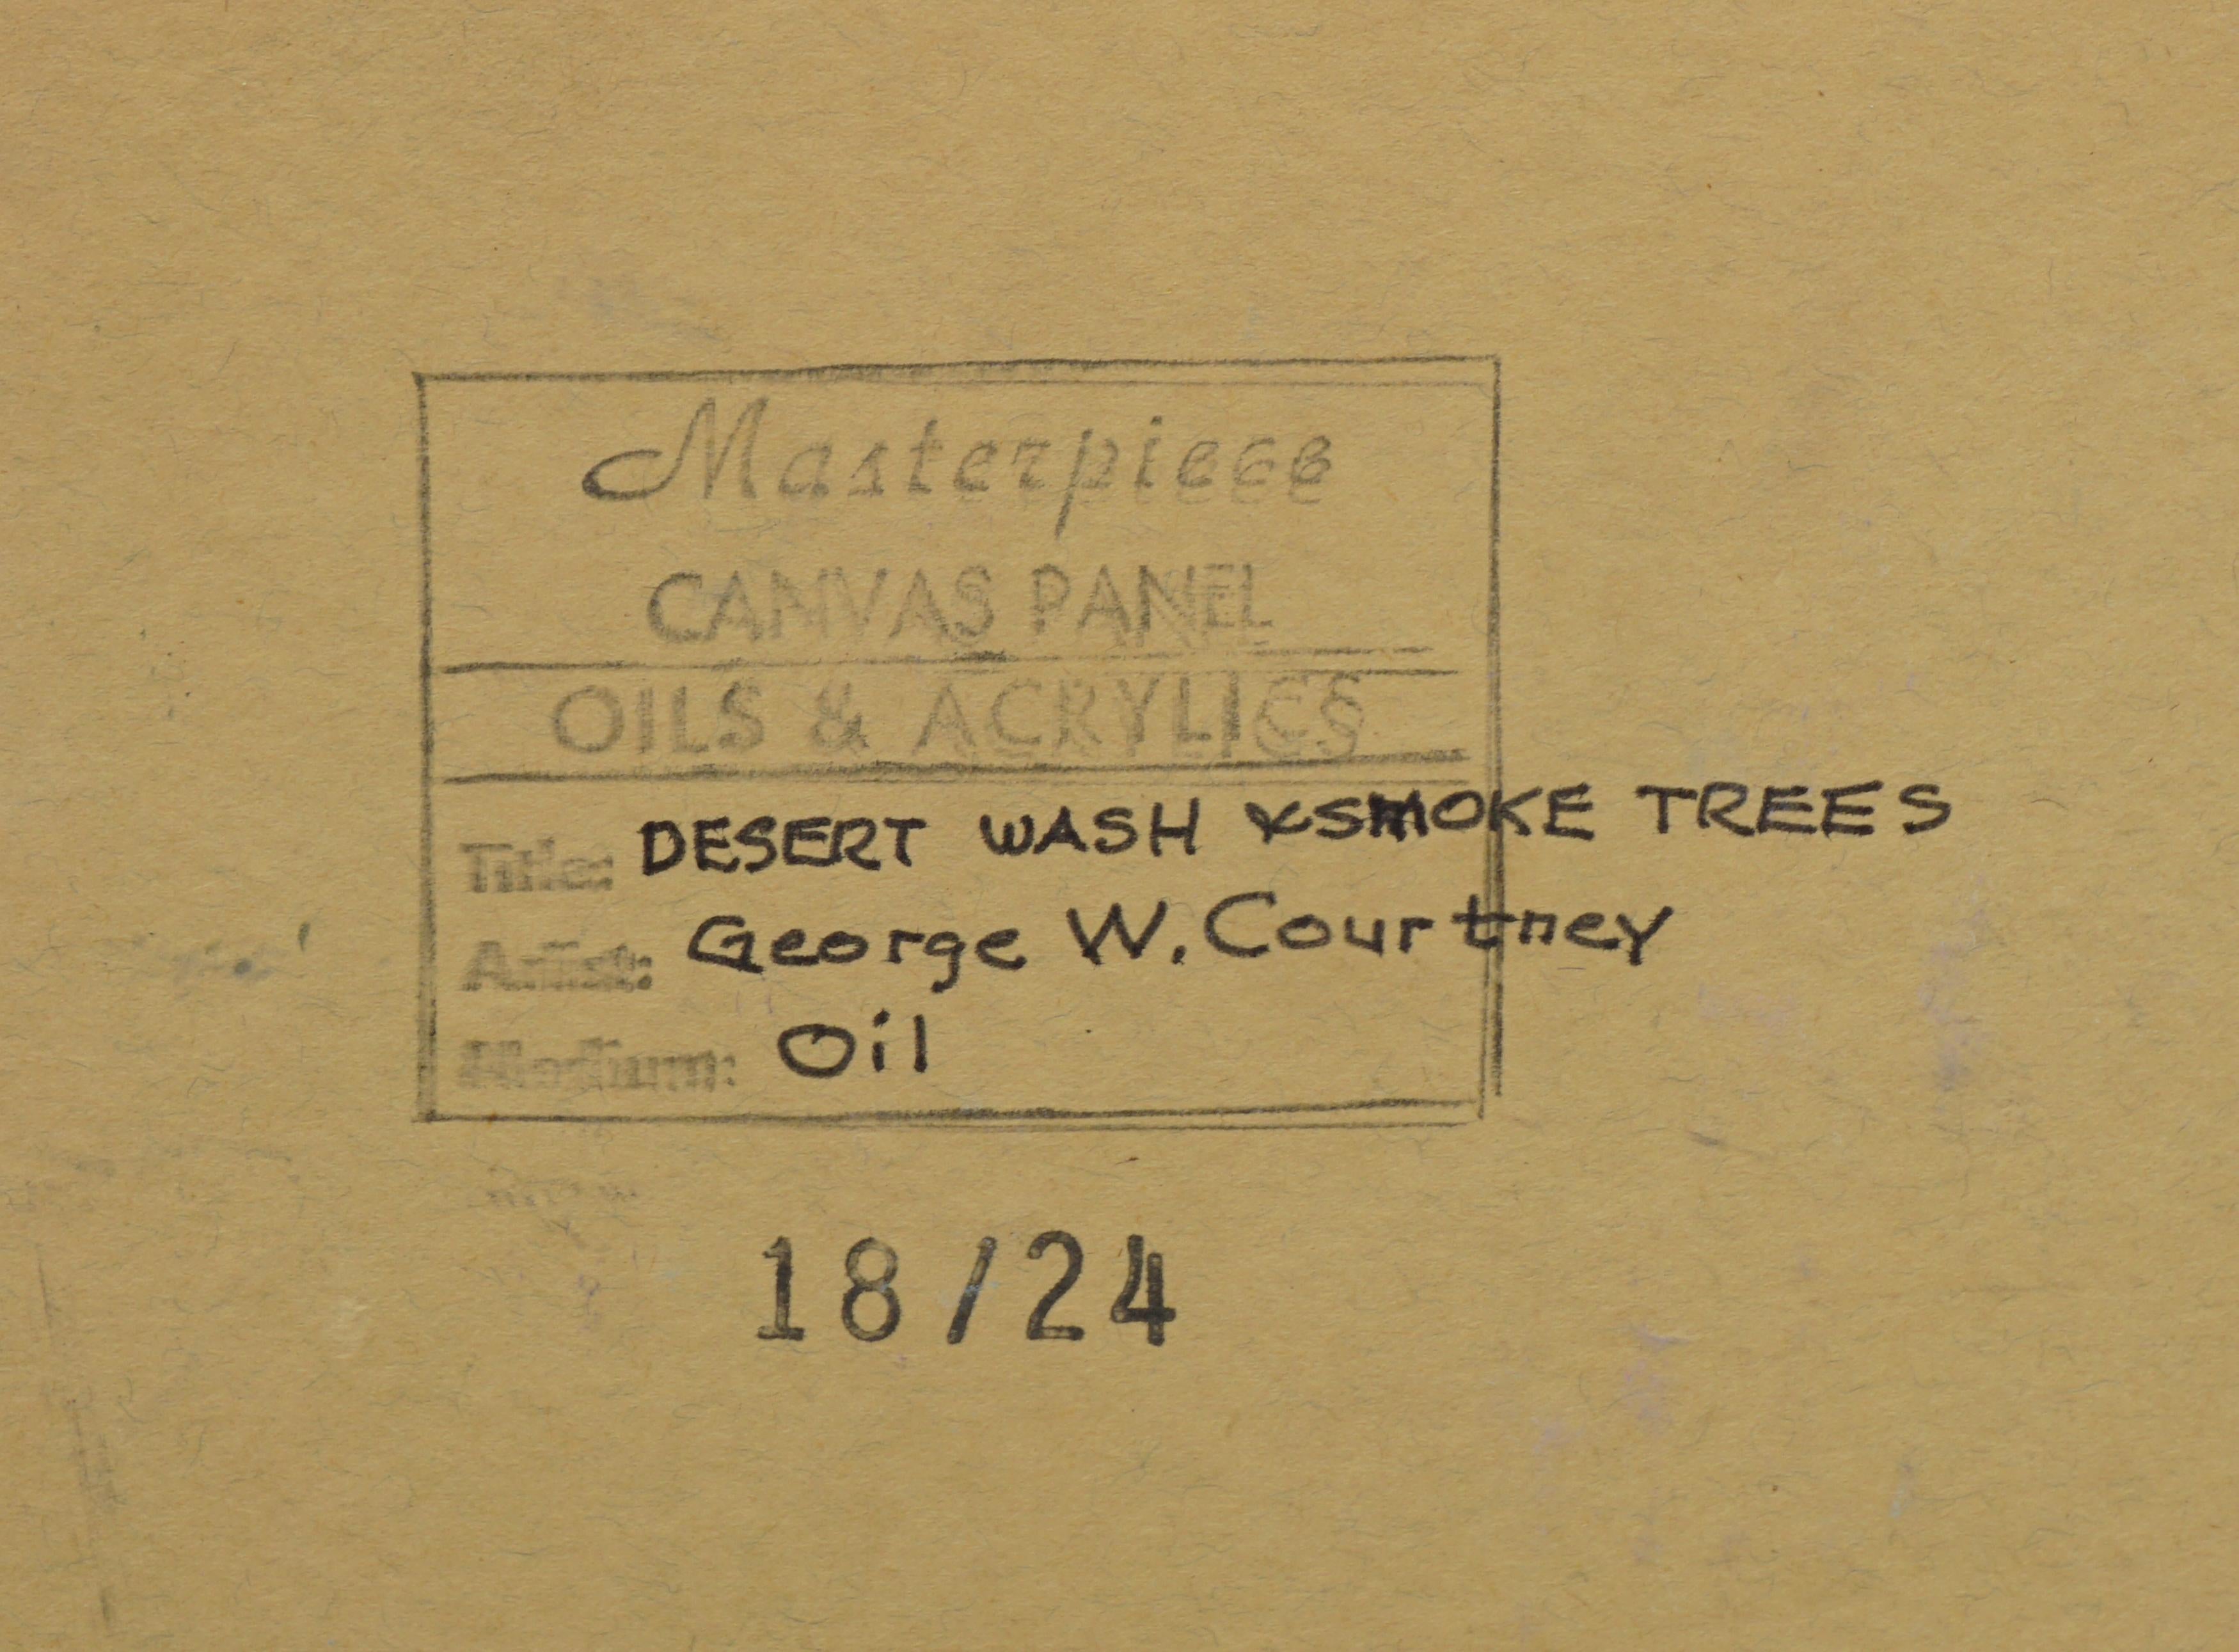 Masterpiece
CANVAS PANEL
OILS & ACRYLICS
Title: DESERT WASH & SMOKE TREES
Artist: George W. Courtney
Medium: Oil
18/24